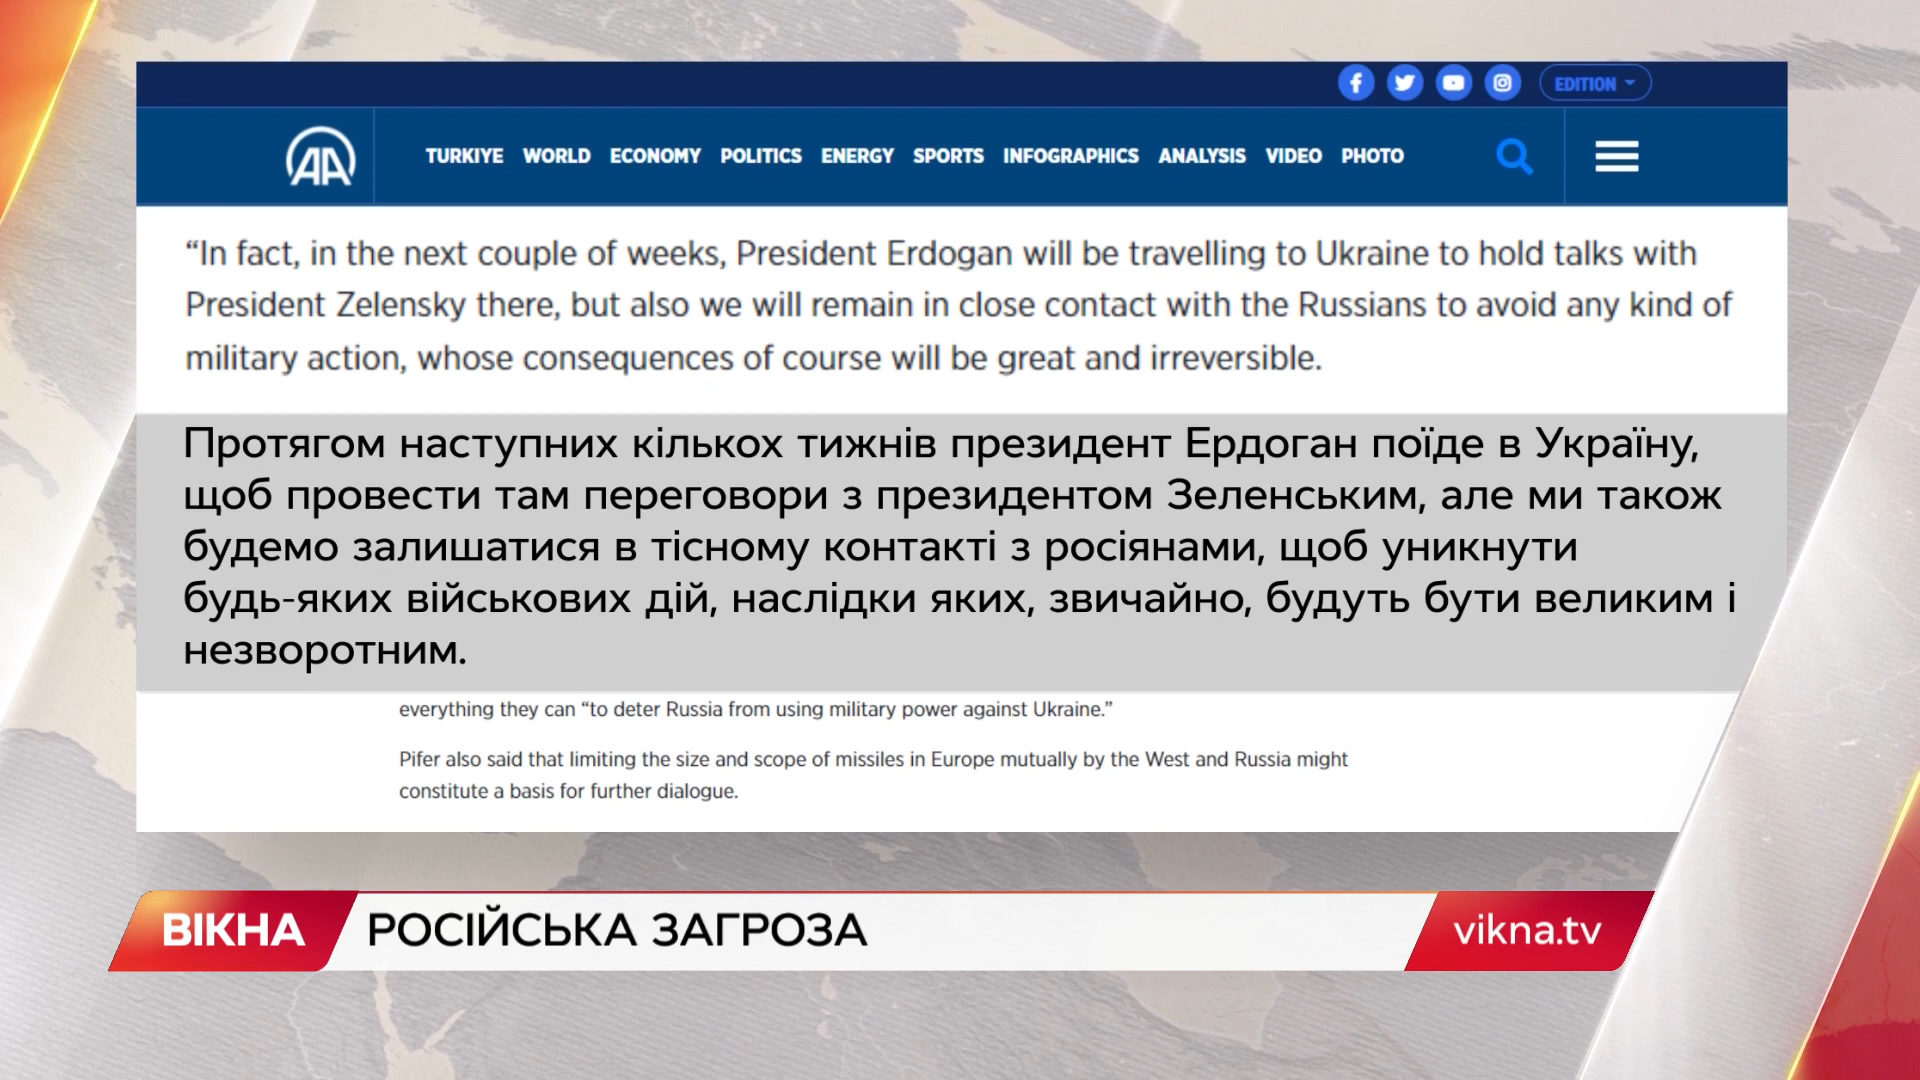 EDITION
AA
TURKIYE WORLD ECONOMY POLITICS ENERGY SPORTS INFOGRAPHICS ANALYSIS VIDEO PHOTO
“In fact, in the next couple of weeks, President Erdogan will be travelling to Ukraine to hold talks with
President Zelensky there, but also we will remain in close contact with the Russians to avoid any kind of
military action, whose consequences of course will be great and irreversible.
Протягом наступних кількох тижнів президент Ердоган поїде в Україну,
щоб провести там переговори з президентом Зеленським, але ми також
будемо залишатися в тісному контакті з росіянами, щоб уникнути
будь-яких військових дій, наслідки яких, звичайно, будуть бути великим і
незворотним.
everything they can “to deter Russia from using military power against Ukraine.”
Pifer also said that limiting the size and scope of missiles in Europe mutually by the West and Russia might
constitute a basis for further dialogue.
ВІКНА РОСІЙСЬКА ЗАГРОЗА vikna.tv